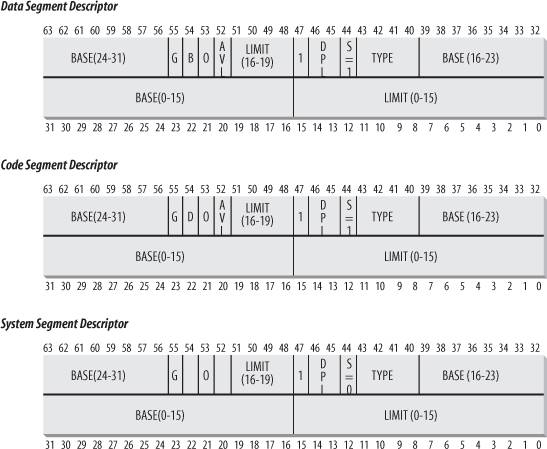 Data Segment Descriptor
63 62 61 60 59 58 57 56 55 54 53 52 51 50 49 48 47 46 45 44 43 42 41 40 39 38 37 36 35 34 33 32
BASE(24-31) G B O A V L LIMIT (16-19) 1 D P L S = 1 TYPE BASE (16-23)
BASE(0-15) LIMIT (0-15)
31 30 29 28 27 26 25 24 23 22 21 20 19 18 17 16 15 14 13 12 11 10 9 8 7 6 5 4 3 2 1 0
Code Segment Descriptor
63 62 61 60 59 58 57 56 55 54 53 52 51 50 49 48 47 46 45 44 43 42 41 40 39 38 37 36 35 34 33 32
BASE(24-31) G D O A V L LIMIT (16-19) 1 D P L S = 1 TYPE BASE (16-23)
BASE(0-15) LIMIT (0-15)
31 30 29 28 27 26 25 24 23 22 21 20 19 18 17 16 15 14 13 12 11 10 9 8 7 6 5 4 3 2 1 0
System Segment Descriptor
63 62 61 60 59 58 57 56 55 54 53 52 51 50 49 48 47 46 45 44 43 42 41 40 39 38 37 36 35 34 33 32
BASE(24-31) G O LIMIT (16-19) 1 D P L S = 0 TYPE BASE (16-23)
BASE(0-15) LIMIT (0-15)
31 30 29 28 27 26 25 24 23 22 21 20 19 18 17 16 15 14 13 12 11 10 9 8 7 6 5 4 3 2 1 0